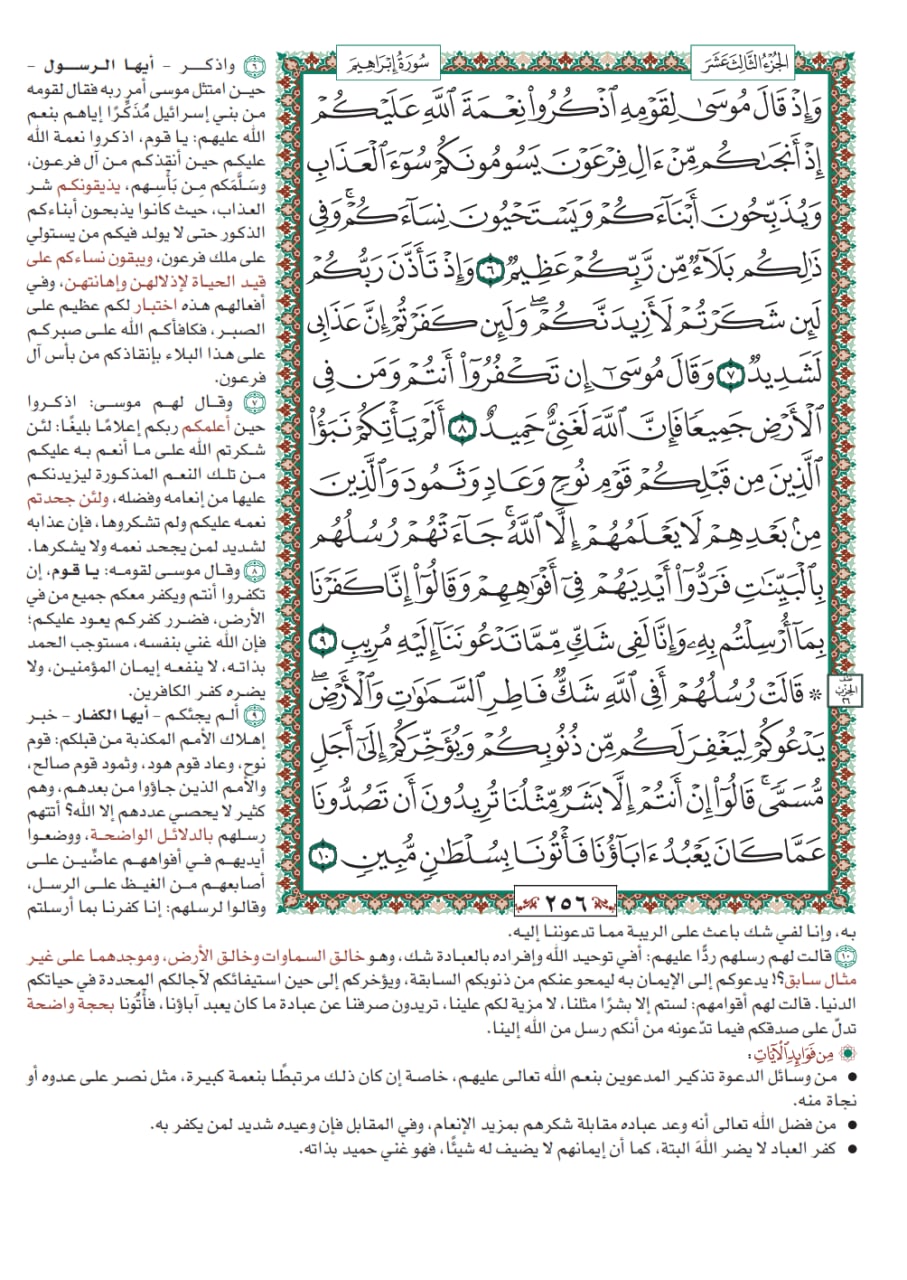 الجُزْءُ الثَّالِثَ عَشَرَ
سُورَةُ إِبْرَاهِيمَ
وَإِذْ قَالَ مُوسَىٰ لِقَوْمِهِ ٱذْكُرُوا۟ نِعْمَةَ ٱللَّهِ عَلَيْكُمْ
إِذْ أَنجَىٰكُم مِّنْ ءَالِ فِرْعَوْنَ يَسُومُونَكُمْ سُوٓءَ ٱلْعَذَابِ
وَيُذَبِّحُونَ أَبْنَآءَكُمْ وَيَسْتَحْيُونَ نِسَآءَكُمْ ۚ وَفِى
ذَٰلِكُم بَلَآءٌ مِّن رَّبِّكُمْ عَظِيمٌ ٦ وَإِذْ تَأَذَّنَ رَبُّكُمْ
لَئِن شَكَرْتُمْ لَأَزِيدَنَّكُمْ ۖ وَلَئِن كَفَرْتُمْ إِنَّ عَذَابِى
لَشَدِيدٌ ٧ وَقَالَ مُوسَىٰٓ إِن تَكْفُرُوٓا۟ أَنتُمْ وَمَن فِى
ٱلْأَرْضِ جَمِيعًا فَإِنَّ ٱللَّهَ لَغَنِىٌّ حَمِيدٌ ٨ أَلَمْ يَأْتِكُمْ نَبَؤُا۟
ٱلَّذِينَ مِن قَبْلِكُمْ قَوْمِ نُوحٍ وَعَادٍ وَثَمُودَ وَٱلَّذِينَ
مِنۢ بَعْدِهِمْ لَا يَعْلَمُهُمْ إِلَّا ٱللَّهُ ۚ جَآءَتْهُمْ رُسُلُهُم
بِٱلْبَيِّنَٰتِ فَرَدُّوٓا۟ أَيْدِيَهُمْ فِىٓ أَفْوَٰهِهِمْ وَقَالُوٓا۟ إِنَّا كَفَرْنَا
بِمَآ أُرْسِلْتُم بِهِۦ وَإِنَّا لَفِى شَكٍّ مِّمَّا تَدْعُونَنَآ إِلَيْهِ مُرِيبٍ ٩
۞ قَالَتْ رُسُلُهُمْ أَفِى ٱللَّهِ شَكٌّ فَاطِرِ ٱلسَّمَٰوَٰتِ وَٱلْأَرْضِ ۖ
يَدْعُوكُمْ لِيَغْفِرَ لَكُم مِّن ذُنُوبِكُمْ وَيُؤَخِّرَكُمْ إِلَىٰٓ أَجَلٍ
مُّسَمًّى ۚ قَالُوٓا۟ إِنْ أَنتُمْ إِلَّا بَشَرٌ مِّثْلُنَا تُرِيدُونَ أَن تَصُدُّونَا
عَمَّا كَانَ يَعْبُدُ ءَابَآؤُنَا فَأْتُونَا بِسُلْطَٰنٍ مُّبِينٍ ١٠
٢٥٦
٦ واذكـر - أيها الرسول -
حين امتثل موسى أمر ربه فقال لقومه
من بني إسرائيل مُذَكِّرًا إياهم بنعم
الله عليهم: يا قوم، اذكروا نعمة الله
عليكم حين أنقذكم من آل فرعون،
وسَلَّمَكم مِن بَأْسِهم، يذيقونكم شر
العذاب، حيث كانوا يذبحون أبناءكم
الذكور حتى لا يولد فيكم من يستولي
على ملك فرعون، ويبقون نساءكم على
قيد الحياة لإذلالهن وإهانتهن، وفي
أفعالهم هذه اختبار لكم عظيم على
الصبر، فكافأكم الله على صبركم
على هذا البلاء بإنقاذكم من بأس آل
فرعون.
٧ وقال لهم موسى: اذكروا
حين أعلمكم ربكم إعلامًا بليغًا: لئن
شكرتم الله على ما أنعم به عليكم
من تلك النعم المذكورة ليزيدنكم
عليها من إنعامه وفضله، ولئن جحدتم
نعمه عليكم ولم تشكروها، فإن عذابه
لشديد لمن يجحد نعمه ولا يشكرها.
٨ وقال موسى لقومه: يا قوم، إن
تكفروا أنتم ويكفر معكم جميع من في
الأرض، فضرر كفركم يعود عليكم؛
فإن الله غني بنفسه، مستوجب الحمد
بذاته، لا ينفعه إيمان المؤمنين، ولا
يضره كفر الكافرين.
٩ ألم يجئكم - أيها الكفار - خبر
إهلاك الأمم المكذبة من قبلكم: قوم
نوح، وعاد قوم هود، وثمود قوم صالح،
والأمم الذين جاؤوا من بعدهم، وهم
كثير لا يحصي عددهم إلا الله؟ أتتهم
رسلهم بالدلائل الواضحة، ووضعوا
أيديهم في أفواههم عاضِّين على
أصابعهم من الغيظ على الرسل،
وقالوا لرسلهم: إنا كفرنا بما أرسلتم
به، وإنا لفي شك باعث على الريبة مما تدعوننا إليه.
١٠ قالت لهم رسلهم ردًّا عليهم: أفي توحيد الله وإفراده بالعبادة شك، وهو خالق السماوات وخالق الأرض، وموجدهما على غير
مثال سابق؟! يدعوكم إلى الإيمان به ليمحو عنكم من ذنوبكم السابقة، ويؤخركم إلى حين استيفائكم لآجالكم المحددة في حياتكم
الدنيا. قالت لهم أقوامهم: لستم إلا بشرًا مثلنا، لا مزية لكم علينا، تريدون صرفنا عن عبادة ما كان يعبد آباؤنا، فأْتُونا بحجة واضحة
تدلّ على صدقكم فيما تدّعونه من أنكم رسل من الله إلينا.
مِن فَوَائِدِ الْآيَاتِ:
● من وسائل الدعوة تذكير المدعوين بنعم الله تعالى عليهم، خاصة إن كان ذلك مرتبطًا بنعمة كبيرة، مثل نصر على عدوه أو
نجاة منه.
● من فضل الله تعالى أنه وعد عباده مقابلة شكرهم بمزيد الإنعام، وفي المقابل فإن وعيده شديد لمن يكفر به.
● كفر العباد لا يضر اللهَ البتة، كما أن إيمانهم لا يضيف له شيئًا، فهو غني حميد بذاته.